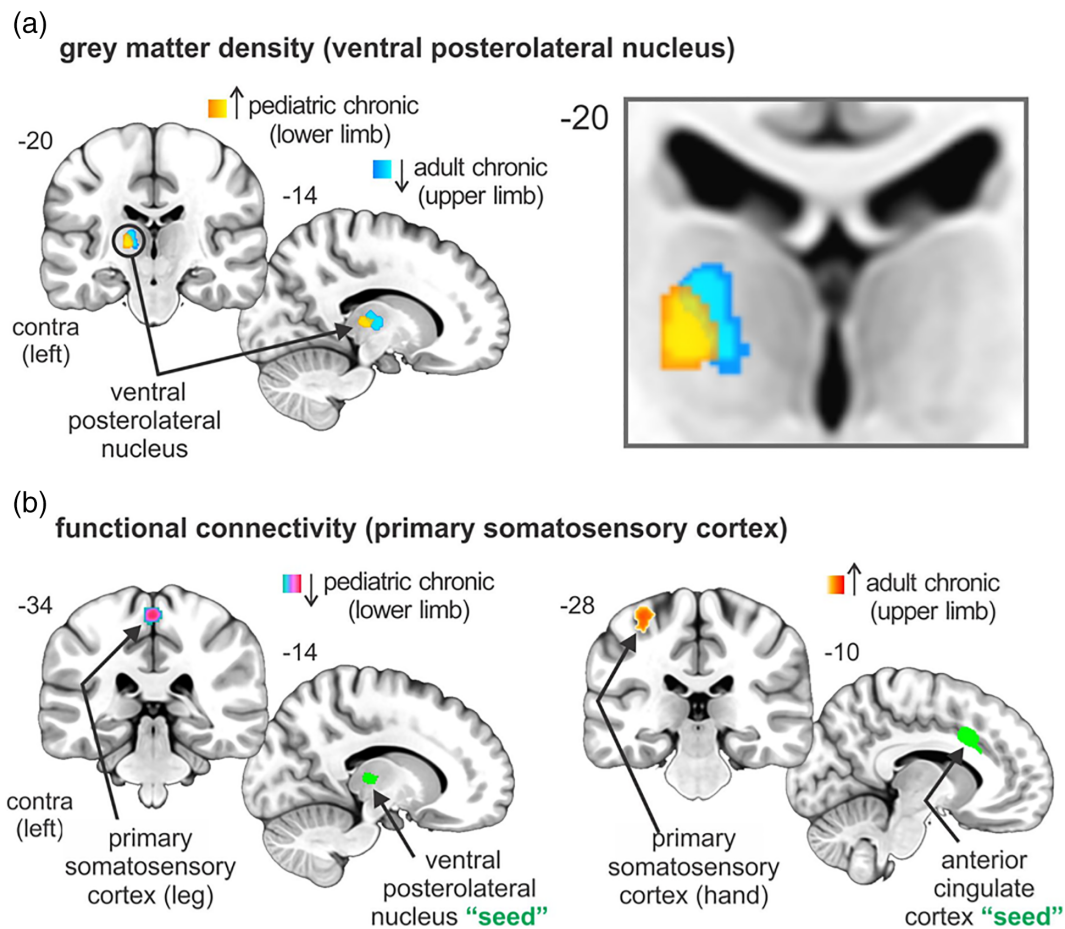 (a)
grey matter density (ventral posterolateral nucleus)
↑ pediatric chronic
(lower limb)
-20
↓ adult chronic
(upper limb)
-14
contra
(left)
ventral
posterolateral
nucleus
-20
(b)
functional connectivity (primary somatosensory cortex)
↓ pediatric chronic
(lower limb)
-34
-14
contra
(left)
primary
somatosensory
cortex (leg)
ventral
posterolateral
nucleus “seed”
↑ adult chronic
(upper limb)
-28
-10
primary
somatosensory
cortex (hand)
anterior
cingulate
cortex “seed”